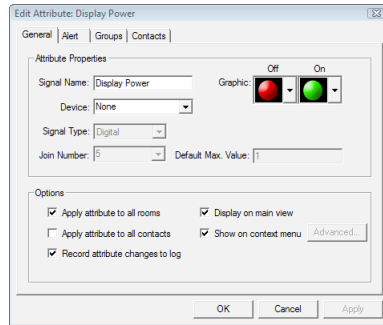 Edit Attribute: Display Power
General Alert Groups Contacts
Attribute Properties
Off On
Signal Name: Display Power Graphic:
Device: None
Signal Type: Digital
Join Number: 5 Default Max. Value: 1
Options
Apply attribute to all rooms Display on main view
Apply attribute to all contacts Show on context menu Advanced...
Record attribute changes to log
OK Cancel Apply